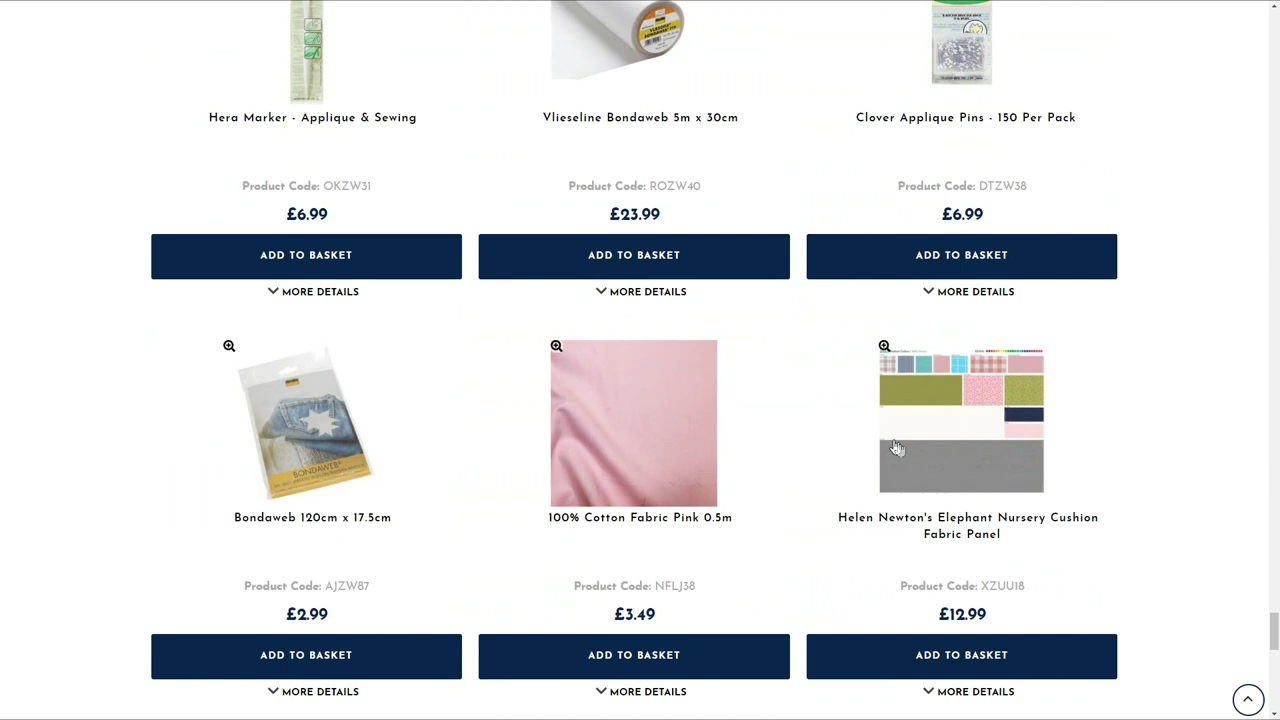 Hera Marker - Applique & Sewing
Vlieseline Bondaweb 5m x 30cm
Clover Applique Pins - 150 Per Pack
Product Code: OKZW31
Product Code: ROZW40
Product Code: DTZW38
£6.99
£23.99
£6.99
ADD TO BASKET
ADD TO BASKET
ADD TO BASKET
MORE DETAILS
MORE DETAILS
MORE DETAILS
BONDAWEB
Bondaweb 120cm x 17.5cm
100% Cotton Fabric Pink 0.5m
Helen Newton's Elephant Nursery Cushion
Fabric Panel
Product Code: AJZW87
Product Code: NFLJ38
Product Code: XZUU18
£2.99
£3.49
£12.99
ADD TO BASKET
ADD TO BASKET
ADD TO BASKET
MORE DETAILS
MORE DETAILS
MORE DETAILS